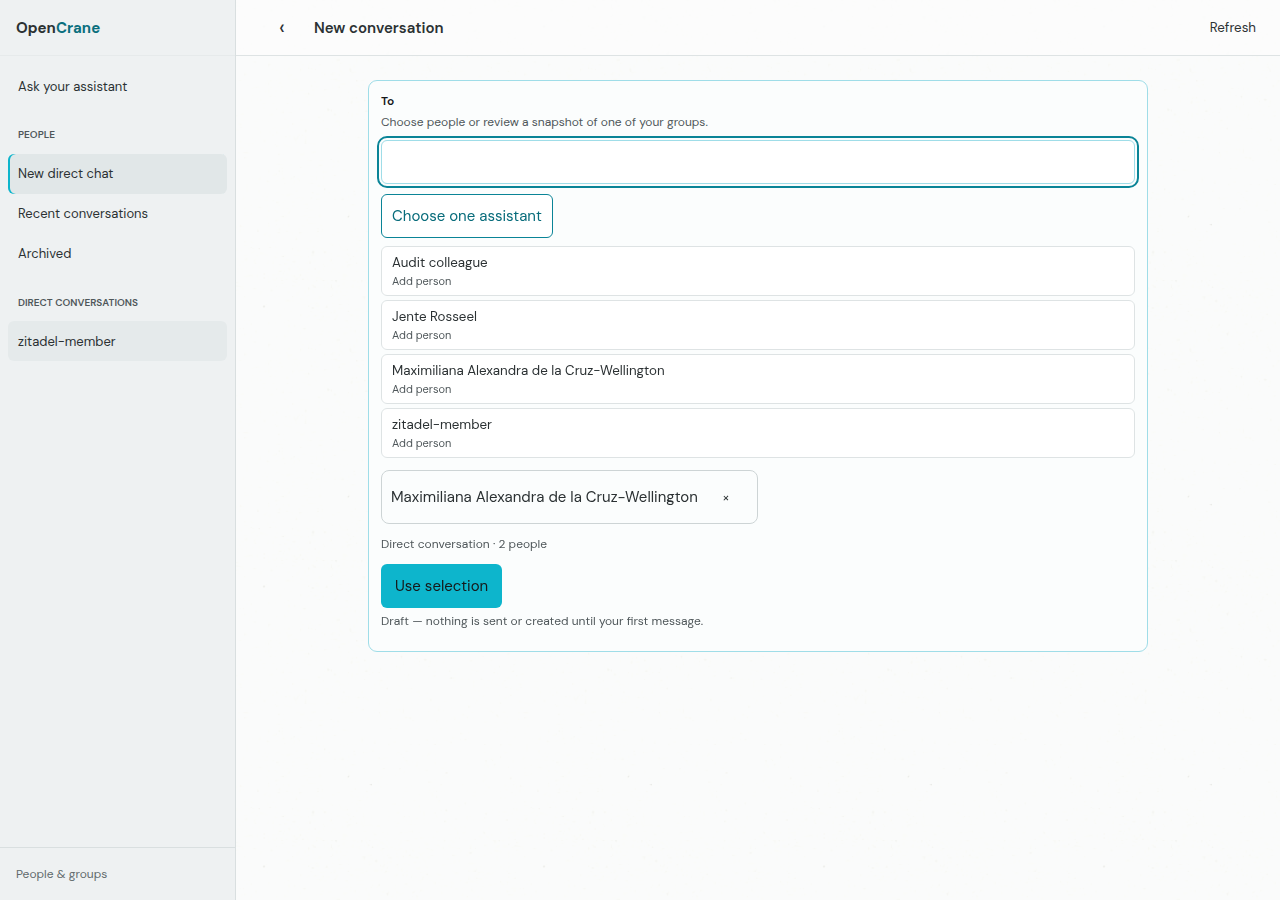 OpenCrane
‹ New conversation
Refresh
Ask your assistant
PEOPLE
New direct chat
Recent conversations
Archived
DIRECT CONVERSATIONS
zitadel-member
People & groups
To
Choose people or review a snapshot of one of your groups.
Choose one assistant
Audit colleague
Add person
Jente Rosseel
Add person
Maximiliana Alexandra de la Cruz-Wellington
Add person
zitadel-member
Add person
Maximiliana Alexandra de la Cruz-Wellington ×
Direct conversation · 2 people
Use selection
Draft — nothing is sent or created until your first message.